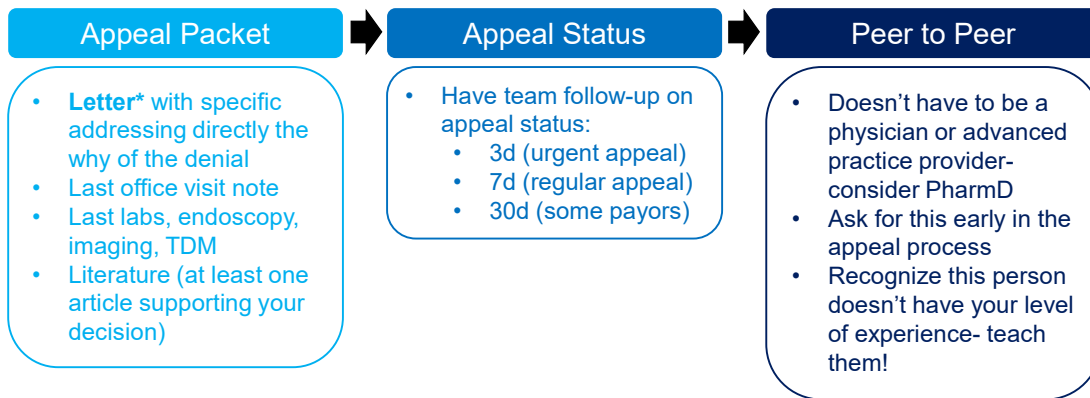 Appeal Packet
• Letter* with specific
addressing directly the
why of the denial
• Last office visit note
• Last labs, endoscopy,
imaging, TDM
• Literature (at least one
article supporting your
decision)
Appeal Status
• Have team follow-up on
appeal status:
• 3d (urgent appeal)
• 7d (regular appeal)
• 30d (some payors)
Peer to Peer
• Doesn’t have to be a
physician or advanced
practice provider-
consider PharmD
• Ask for this early in the
appeal process
• Recognize this person
doesn’t have your level
of experience- teach
them!